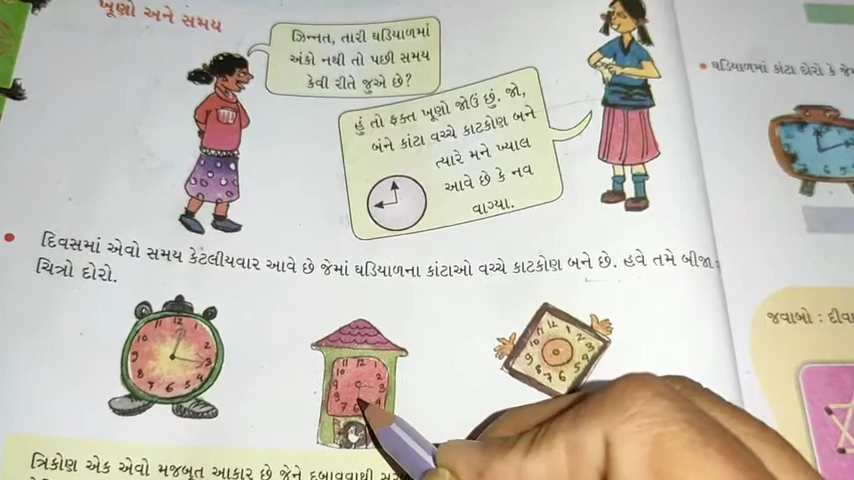 ખૂણો અને સમય
ઝિન્નત, તારી ઘડિયાળમાં
અંકો નથી તો પછી સમય
કેવી રીતે જુએ છે?
હું તો ફક્ત ખૂણો જોઉં છું. જો,
બંને કાંટા વચ્ચે કાટકોણ બને
ત્યારે મને ખ્યાલ
આવે છે કે નવ
વાગ્યા.
દિવસમાં એવો સમય કેટલીયવાર આવે છે જેમાં ઘડિયાળના કાંટાઓ વચ્ચે કાટકોણ બને છે. હવે તમે બીજા
ચિત્રો દોરો.
ઘડિયાળમાં કાંટા દોરો કે
જવાબો :
ત્રિકોણ એક એવો મજબૂત આકાર છે જેને દબાવવાથી